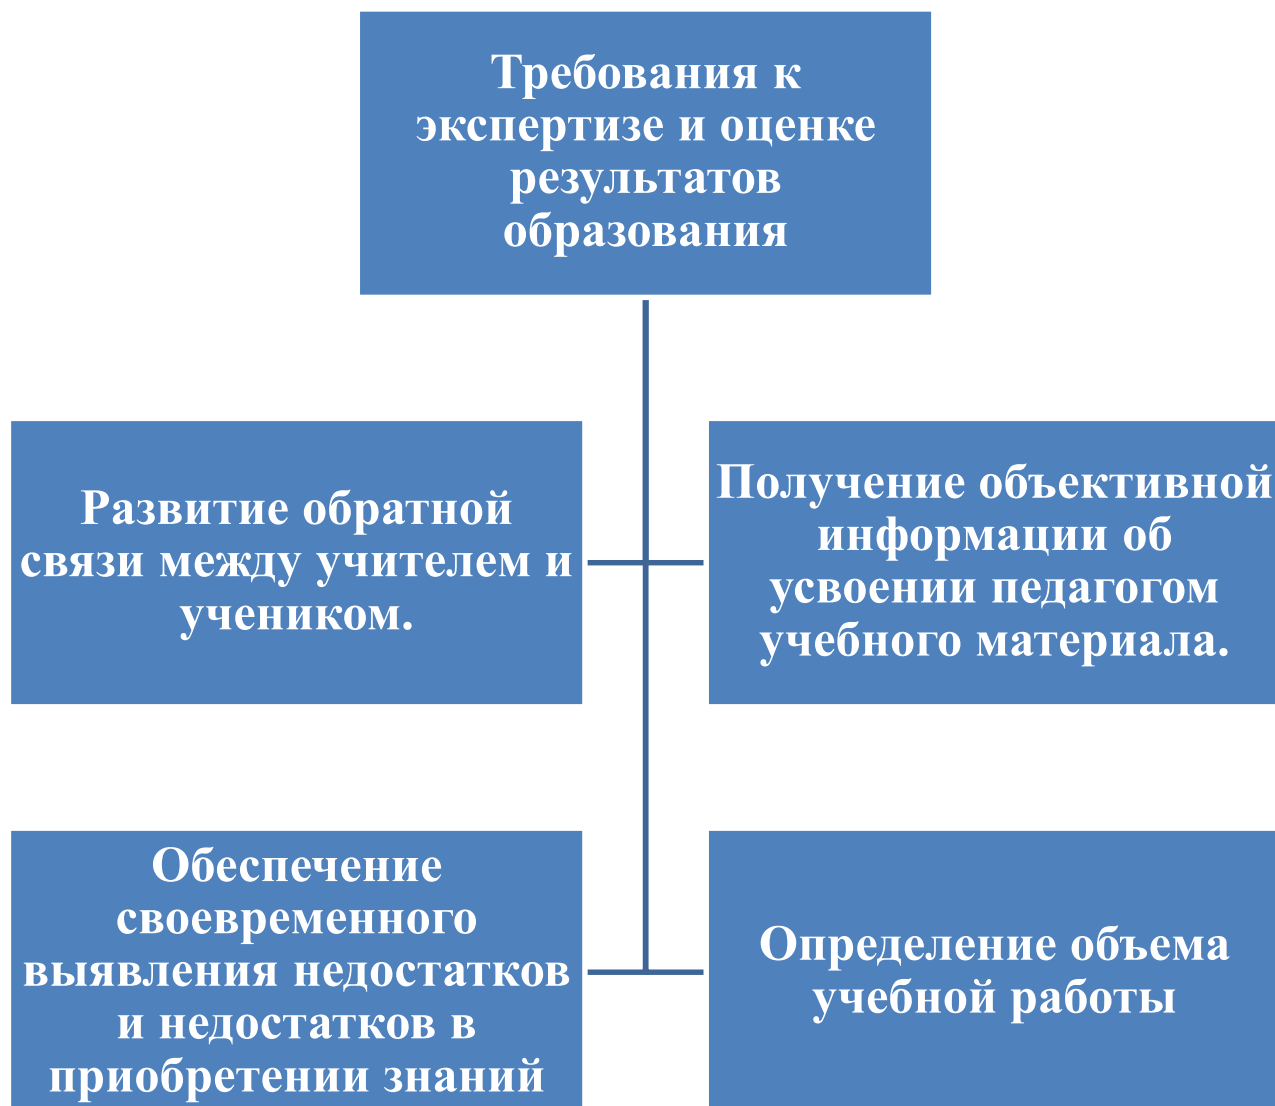 Требования к
экспертизе и оценке
результатов
образования
Развитие обратной
связи между учителем и
учеником.
Получение объективной
информации об
усвоении педагогом
учебного материала.
Обеспечение
своевременного
выявления недостатков
и недостатков в
приобретении знаний
Определение объема
учебной работы